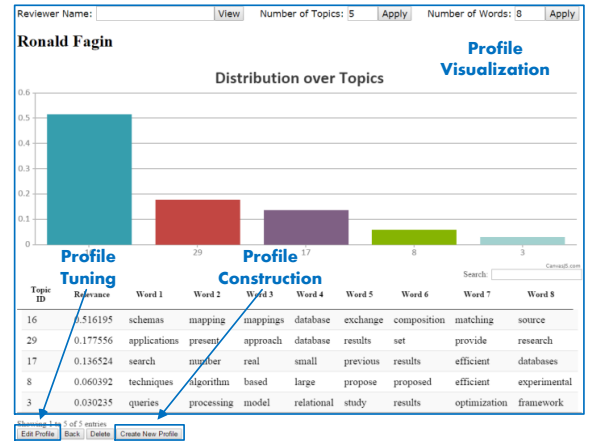 Reviewer Name: View Number of Topics: 5 Apply Number of Words: 8 Apply
Ronald Fagin
Profile
Visualization
Distribution over Topics
0.6
0.5
0.4
0.3
0.2
0.1
0
16 29 17 8 3
CanvasJS.com
Profile
Tuning
Profile
Construction
Search:
Topic ID Relevance Word 1 Word 2 Word 3 Word 4 Word 5 Word 6 Word 7 Word 8
16 0.516195 schemas mapping mappings database exchange composition matching source
29 0.177556 applications present approach database results set provide research
17 0.136524 search number real small previous results efficient databases
8 0.060392 techniques algorithm based large propose proposed efficient experimental
3 0.030235 queries processing model relational study results optimization framework
Showing 1 to 5 of 5 entries
Edit Profile Back Delete Create New Profile